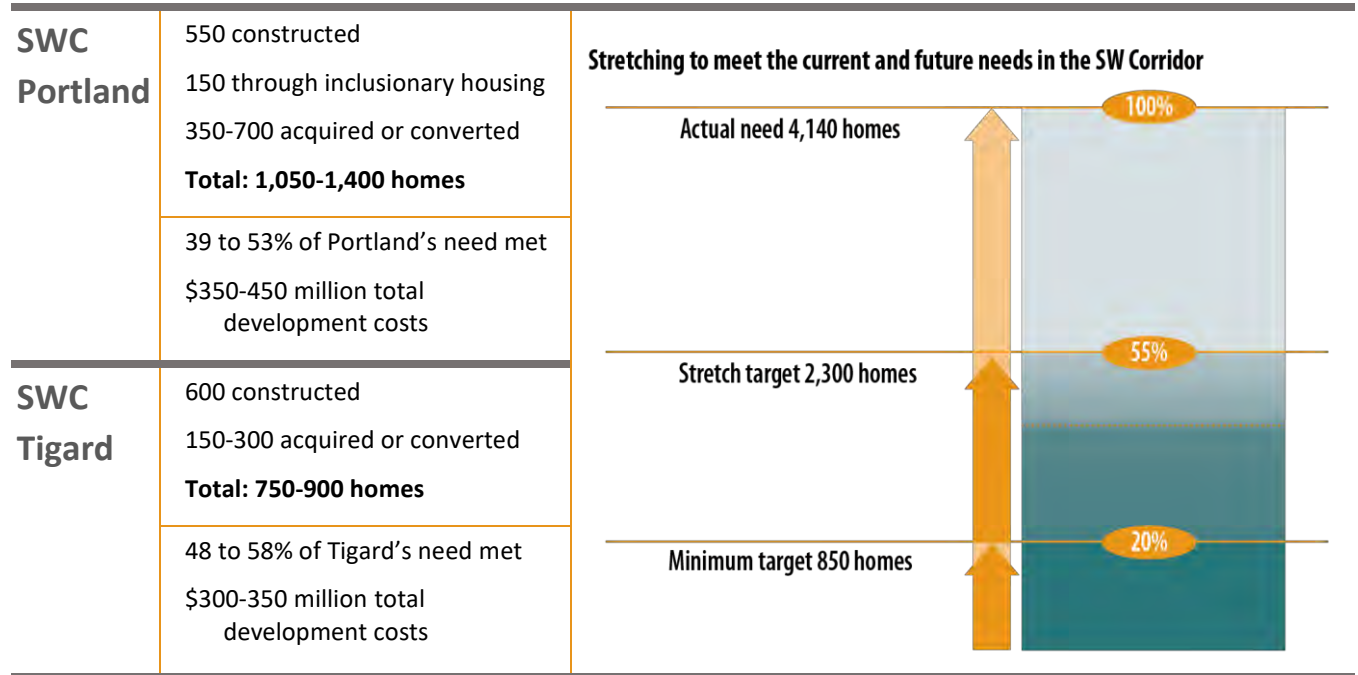 SWC
Portland
550 constructed
150 through inclusionary housing
350-700 acquired or converted
Total: 1,050-1,400 homes
39 to 53% of Portland’s need met
$350-450 million total
development costs
SWC
Tigard
600 constructed
150-300 acquired or converted
Total: 750-900 homes
48 to 58% of Tigard’s need met
$300-350 million total
development costs
Stretching to meet the current and future needs in the SW Corridor
100%
Actual need 4,140 homes
55%
Stretch target 2,300 homes
20%
Minimum target 850 homes